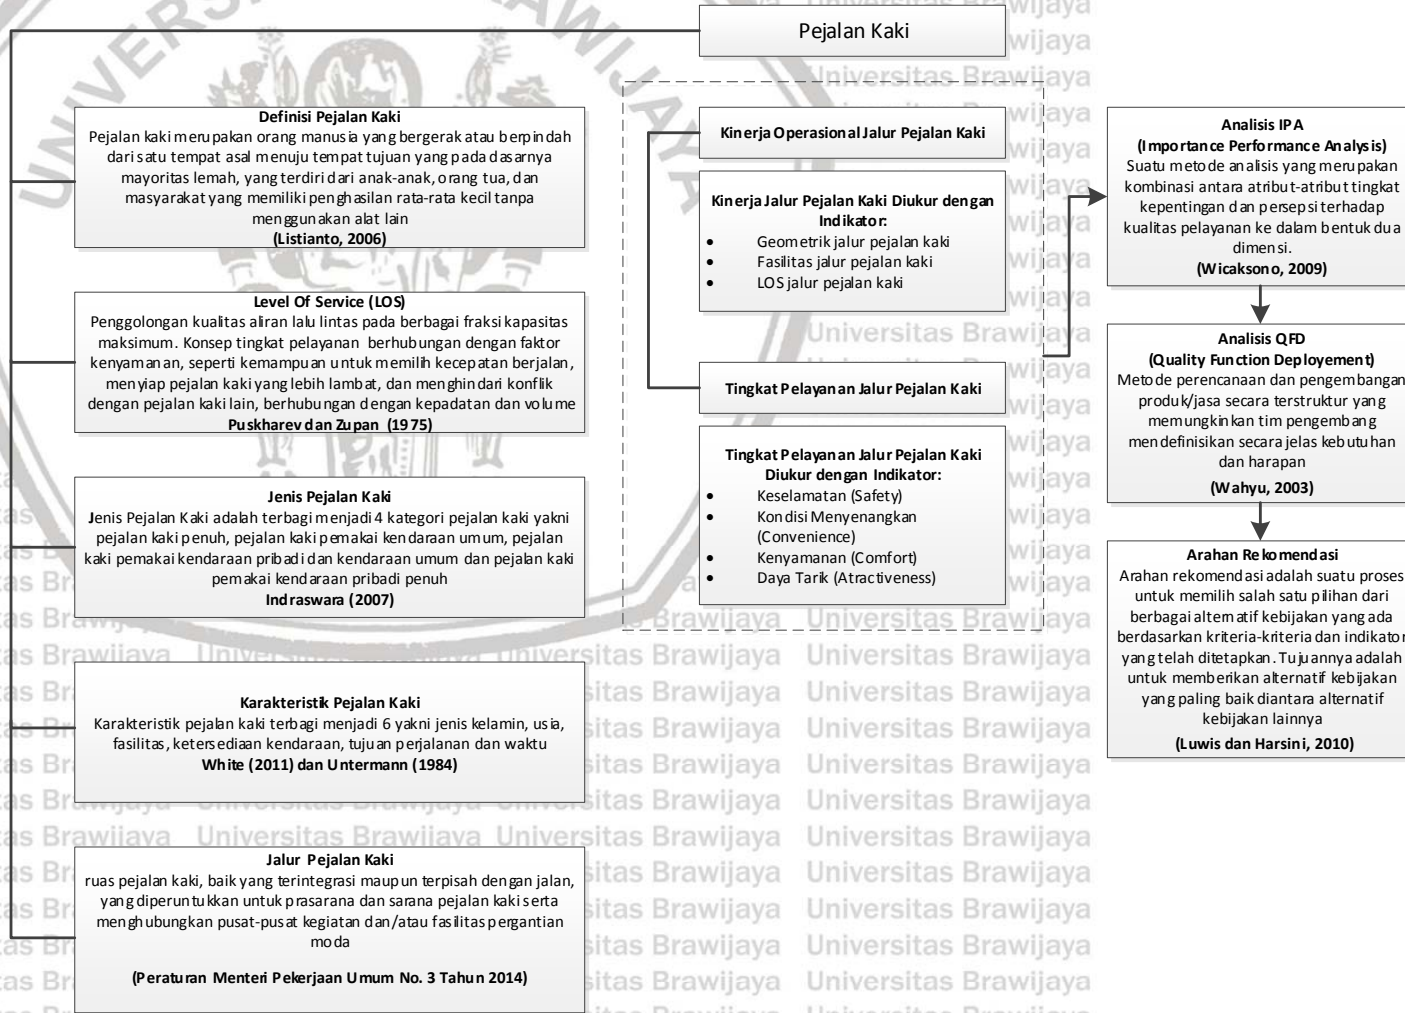 Pejalan Kaki
Definisi Pejalan Kaki
Pejalan kaki merupakan orang manusia yang bergerak atau berpindah
dari satu tempat asal menuju tempat tujuan yang pada dasarnya
mayoritas lemah, yang terdiri dari anak-anak, orang tua, dan
masyarakat yang memiliki penghasilan rata-rata kecil tanpa
menggunakan alat lain
(Listianto, 2006)
Level Of Service (LOS)
Penggolongan kualitas aliran lalu lintas pada berbagai fraksi kapasitas
maksimum. Konsep tingkat pelayanan berhubungan dengan faktor
kenyamanan, seperti kemampuan untuk memilih kecepatan berjalan,
menyiap pejalan kaki yang lebih lambat, dan menghindari konflik
dengan pejalan kaki lain, berhubungan dengan kepadatan dan volume
Puskharev dan Zupan (1975)
Jenis Pejalan Kaki
Jenis Pejalan Kaki adalah terbagi menjadi 4 kategori pejalan kaki yakni
pejalan kaki penuh, pejalan kaki pemakai kendaraan umum, pejalan
kaki pemakai kendaraan pribadi dan kendaraan umum dan pejalan kaki
pemakai kendaraan pribadi penuh
Indraswara (2007)
Karakteristik Pejalan Kaki
Karakteristik pejalan kaki terbagi menjadi 6 yakni jenis kelamin, usia,
fasilitas, ketersediaan kendaraan, tujuan perjalanan dan waktu
White (2011) dan Untermann (1984)
Jalur Pejalan Kaki
ruas pejalan kaki, baik yang terintegrasi maupun terpisah dengan jalan,
yang diperuntukkan untuk prasarana dan sarana pejalan kaki serta
menghubungkan pusat-pusat kegiatan dan/atau fasilitas pergantian
moda
(Peraturan Menteri Pekerjaan Umum No. 3 Tahun 2014)
Kinerja Operasional Jalur Pejalan Kaki
Kinerja Jalur Pejalan Kaki Diukur dengan
Indikator:
• Geometrik jalur pejalan kaki
• Fasilitas jalur pejalan kaki
• LOS jalur pejalan kaki
Tingkat Pelayanan Jalur Pejalan Kaki
Tingkat Pelayanan Jalur Pejalan Kaki
Diukur dengan Indikator:
• Keselamatan (Safety)
• Kondisi Menyenangkan
(Convenience)
• Kenyamanan (Comfort)
• Daya Tarik (Atractiveness)
Analisis IPA
(Importance Performance Analysis)
Suatu metode analisis yang merupakan
kombinasi antara atribut-atribut tingkat
kepentingan dan persepsi terhadap
kualitas pelayanan ke dalam bentuk dua
dimensi.
(Wicaksono, 2009)
Analisis QFD
(Quality Function Deployement)
Metode perencanaan dan pengembangan
produk/jasa secara terstruktur yang
memungkinkan tim pengembang
mendefinisikan secara jelas kebutuhan
dan harapan
(Wahyu, 2003)
Arahan Rekomendasi
Arahan rekomendasi adalah suatu proses
untuk memilih salah satu pilihan dari
berbagai alternatif kebijakan yang ada
berdasarkan kriteria-kriteria dan indikator
yang telah ditetapkan. Tujuannya adalah
untuk memberikan alternatif kebijakan
yang paling baik diantara alternatif
kebijakan lainnya
(Luwis dan Harsini, 2010)